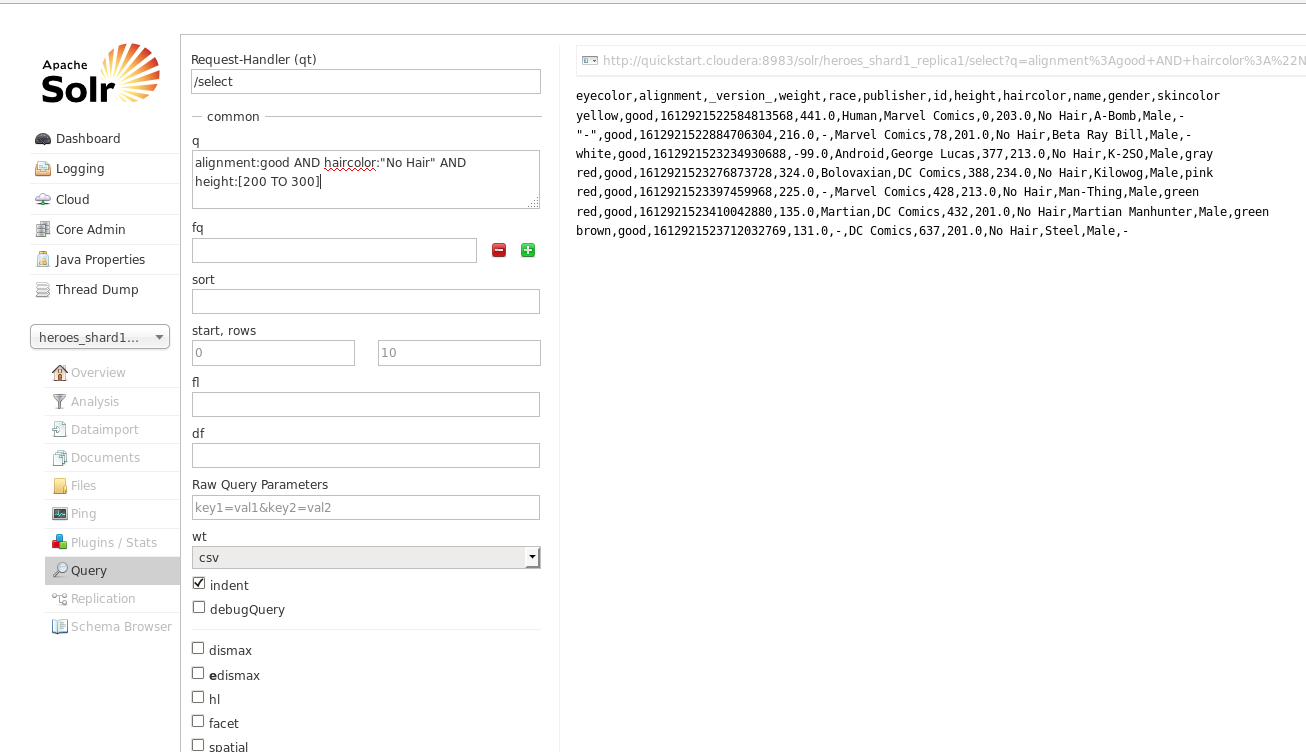 Apache
Solr
Dashboard
Logging
Cloud
Core Admin
Java Properties
Thread Dump
heroes_shard1...
Overview
Analysis
Dataimport
Documents
Files
Ping
Plugins / Stats
Query
Replication
Schema Browser
Request-Handler (qt)
/select
common
q
alignment:good AND haircolor:"No Hair" AND
height:[200 TO 300]
fq
sort
start, rows
0 10
fl
df
Raw Query Parameters
key1=val1&key2=val2
wt
csv
indent
debugQuery
dismax
edismax
hl
facet
spatial
http://quickstart.cloudera:8983/solr/heroes_shard1_replica1/select?q=alignment%3Agood+AND+haircolor%3A%22N
eyecolor,alignment,_version_,weight,race,publisher,id,height,haircolor,name,gender,skincolor
yellow,good,1612921522584813568,441.0,Human,Marvel Comics,0,203.0,No Hair,A-Bomb,Male,-
"-",good,1612921522884706304,216.0,-,Marvel Comics,78,201.0,No Hair,Beta Ray Bill,Male,-
white,good,1612921523234930688,-99.0,Android,George Lucas,377,213.0,No Hair,K-2SO,Male,gray
red,good,1612921523276873728,324.0,Bolovaxian,DC Comics,388,234.0,No Hair,Kilowog,Male,pink
red,good,1612921523397459968,225.0,-,Marvel Comics,428,213.0,No Hair,Man-Thing,Male,green
red,good,1612921523410042880,135.0,Martian,DC Comics,432,201.0,No Hair,Martian Manhunter,Male,green
brown,good,1612921523712032769,131.0,-,DC Comics,637,201.0,No Hair,Steel,Male,-